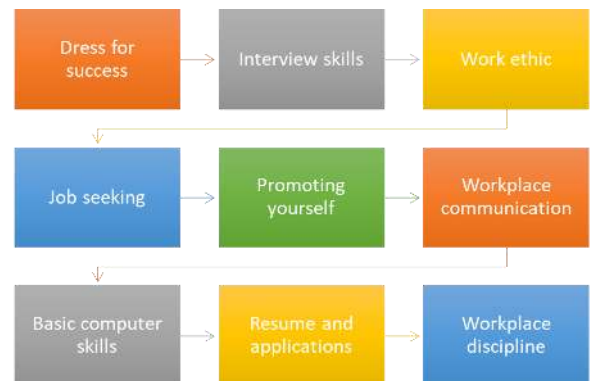 Dress for
success
Interview skills
Work ethic
Job seeking
Promoting
yourself
Workplace
communication
Basic computer
skills
Resume and
applications
Workplace
discipline